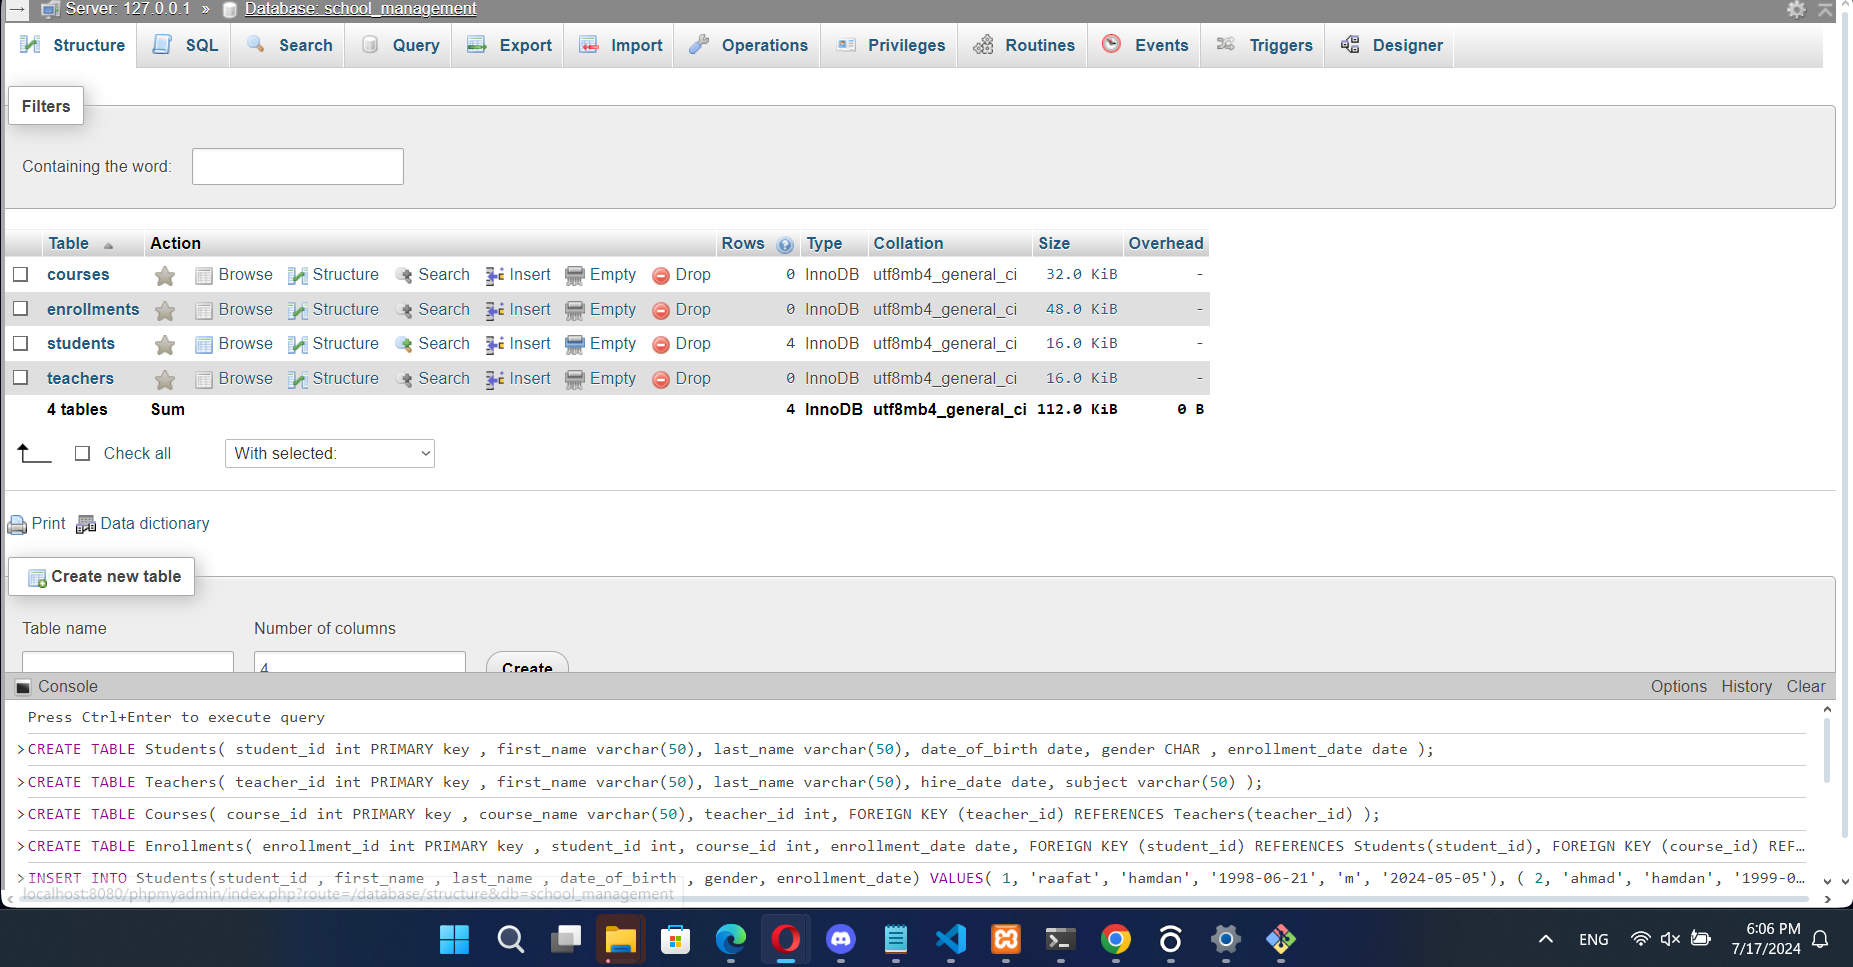 Server: 127.0.0.1 » Database: school_management
Structure SQL Search Query Export Import Operations Privileges Routines Events Triggers Designer
Filters
Containing the word:
Table Action Rows Type Collation Size Overhead
courses Browse Structure Search Insert Empty Drop 0 InnoDB utf8mb4_general_ci 32.0 KiB -
enrollments Browse Structure Search Insert Empty Drop 0 InnoDB utf8mb4_general_ci 48.0 KiB -
students Browse Structure Search Insert Empty Drop 4 InnoDB utf8mb4_general_ci 16.0 KiB -
teachers Browse Structure Search Insert Empty Drop 0 InnoDB utf8mb4_general_ci 16.0 KiB -
4 tables Sum 4 InnoDB utf8mb4_general_ci 112.0 KiB 0 B
Check all With selected:
Print Data dictionary
Create new table
Table name Number of columns
4 Create
Console Options History Clear
Press Ctrl+Enter to execute query
>CREATE TABLE Students( student_id int PRIMARY key , first_name varchar(50), last_name varchar(50), date_of_birth date, gender CHAR , enrollment_date date );
>CREATE TABLE Teachers( teacher_id int PRIMARY key , first_name varchar(50), last_name varchar(50), hire_date date, subject varchar(50) );
>CREATE TABLE Courses( course_id int PRIMARY key , course_name varchar(50), teacher_id int, FOREIGN KEY (teacher_id) REFERENCES Teachers(teacher_id) );
>CREATE TABLE Enrollments( enrollment_id int PRIMARY key , student_id int, course_id int, enrollment_date date, FOREIGN KEY (student_id) REFERENCES Students(student_id), FOREIGN KEY (course_id) REF…
>INSERT INTO Students(student_id , first_name , last_name , date_of_birth , gender, enrollment_date) VALUES( 1, 'raafat', 'hamdan', '1998-06-21', 'm', '2024-05-05'), ( 2, 'ahmad', 'hamdan', '1999-0…
localhost:8080/phpmyadmin/index.php?route=/database/structure&db=school_management
ENG 6:06 PM
7/17/2024